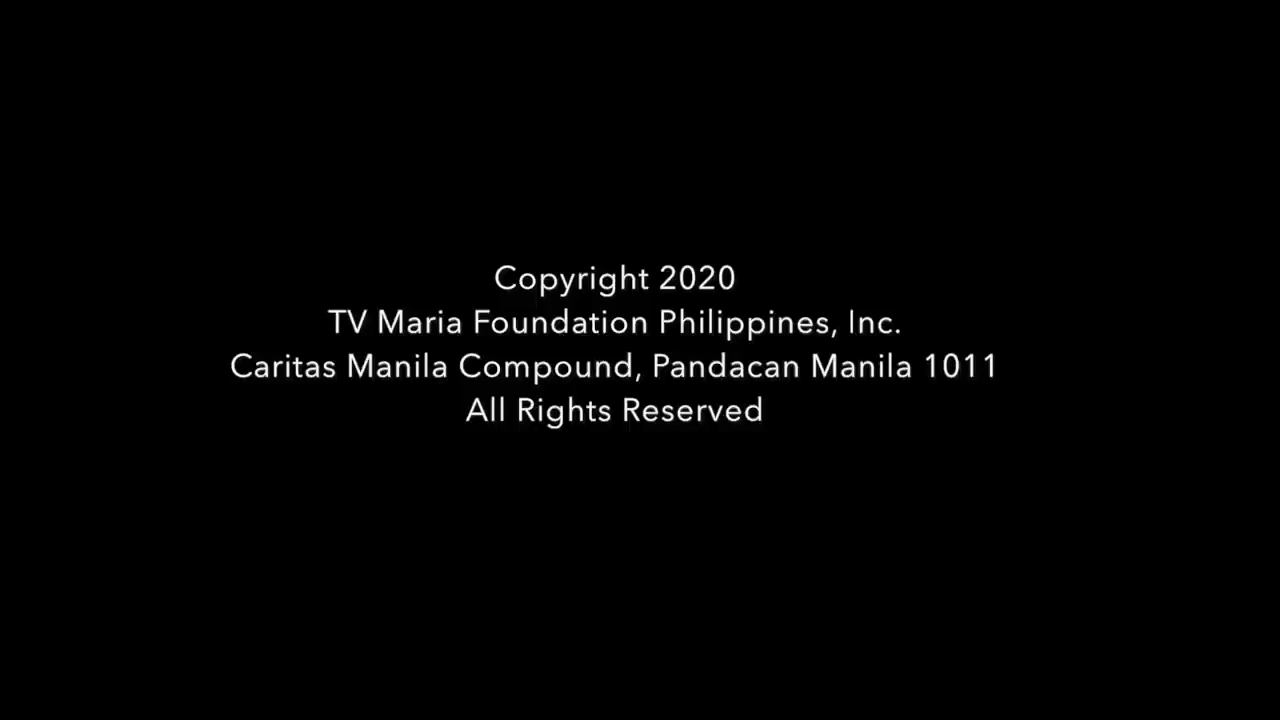 Copyright 2020
TV Maria Foundation Philippines, Inc.
Caritas Manila Compound, Pandacan Manila 1011
All Rights Reserved